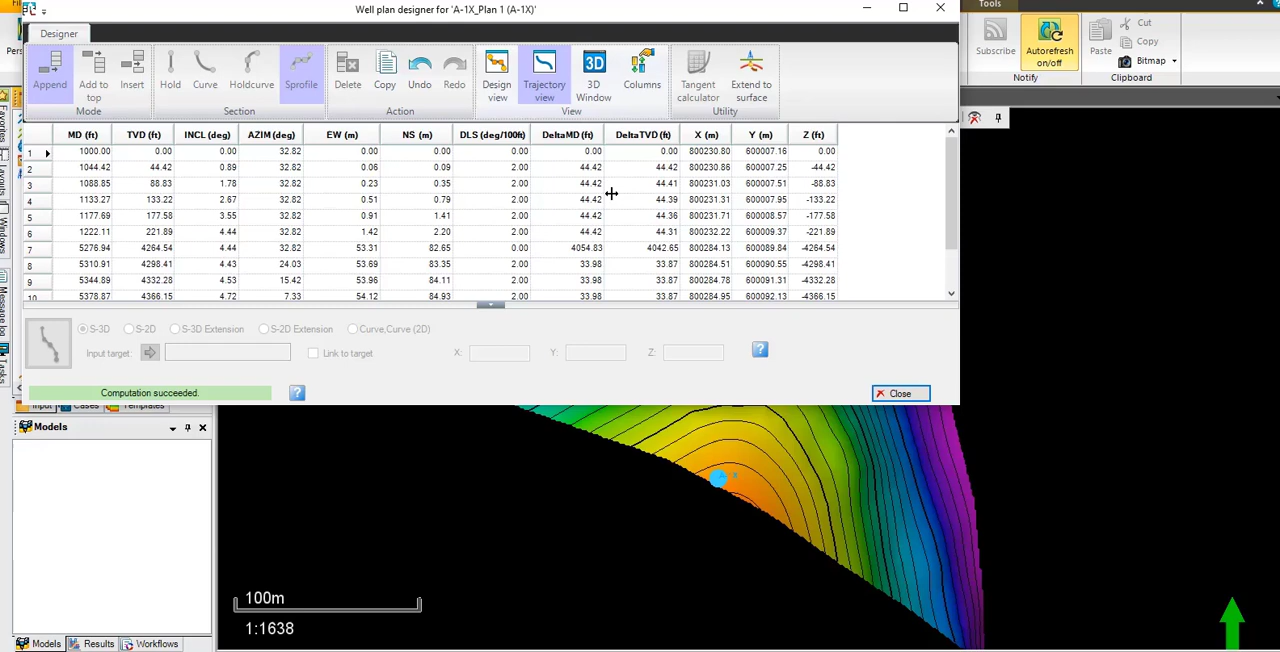 Well plan designer for 'A-1X_Plan 1 (A-1X)'
Designer
Tools
Append
Add to top
Insert
Mode
Hold
Curve
Holdcurve
Sprofile
Section
Delete
Copy
Undo
Redo
Action
Design view
Trajectory view
3D Window
Columns
View
Tangent calculator
Extend to surface
Utility
Subscribe
Autorefresh on/off
Notify
Paste
Cut
Copy
Bitmap
Clipboard
MD (ft) TVD (ft) INCL (deg) AZIM (deg) EW (m) NS (m) DLS (deg/100ft) DeltaMD (ft) DeltaTVD (ft) X (m) Y (m) Z (ft)
1 1000.00 0.00 0.00 32.82 0.00 0.00 0.00 0.00 0.00 800230.80 600007.16 0.00
2 1044.42 44.42 0.89 32.82 0.06 0.09 2.00 44.42 44.42 800230.86 600007.25 -44.42
3 1088.85 88.83 1.78 32.82 0.23 0.35 2.00 44.42 44.41 800231.03 600007.51 -88.83
4 1133.27 133.22 2.67 32.82 0.51 0.79 2.00 44.42 44.39 800231.31 600007.95 -133.22
5 1177.69 177.58 3.55 32.82 0.91 1.41 2.00 44.42 44.36 800231.71 600008.57 -177.58
6 1222.11 221.89 4.44 32.82 1.42 2.20 2.00 44.42 44.31 800232.22 600009.37 -221.89
7 5276.94 4264.54 4.44 32.82 53.31 82.65 0.00 4054.83 4042.65 800284.13 600089.84 -4264.54
8 5310.91 4298.41 4.43 24.03 53.69 83.35 2.00 33.98 33.87 800284.51 600090.55 -4298.41
9 5344.89 4332.28 4.53 15.42 53.96 84.11 2.00 33.98 33.87 800284.78 600091.31 -4332.28
10 5378.87 4366.15 4.72 7.33 54.12 84.93 2.00 33.98 33.87 800284.95 600092.13 -4366.15
S-3D S-2D S-3D Extension S-2D Extension Curve,Curve (2D)
Input target: Link to target X: Y: Z:
Computation succeeded.
Close
Favorites
Layouts
Windows
Message log
Tasks
Input Cases Templates
Models
100m
1:1638
Models Results Workflows